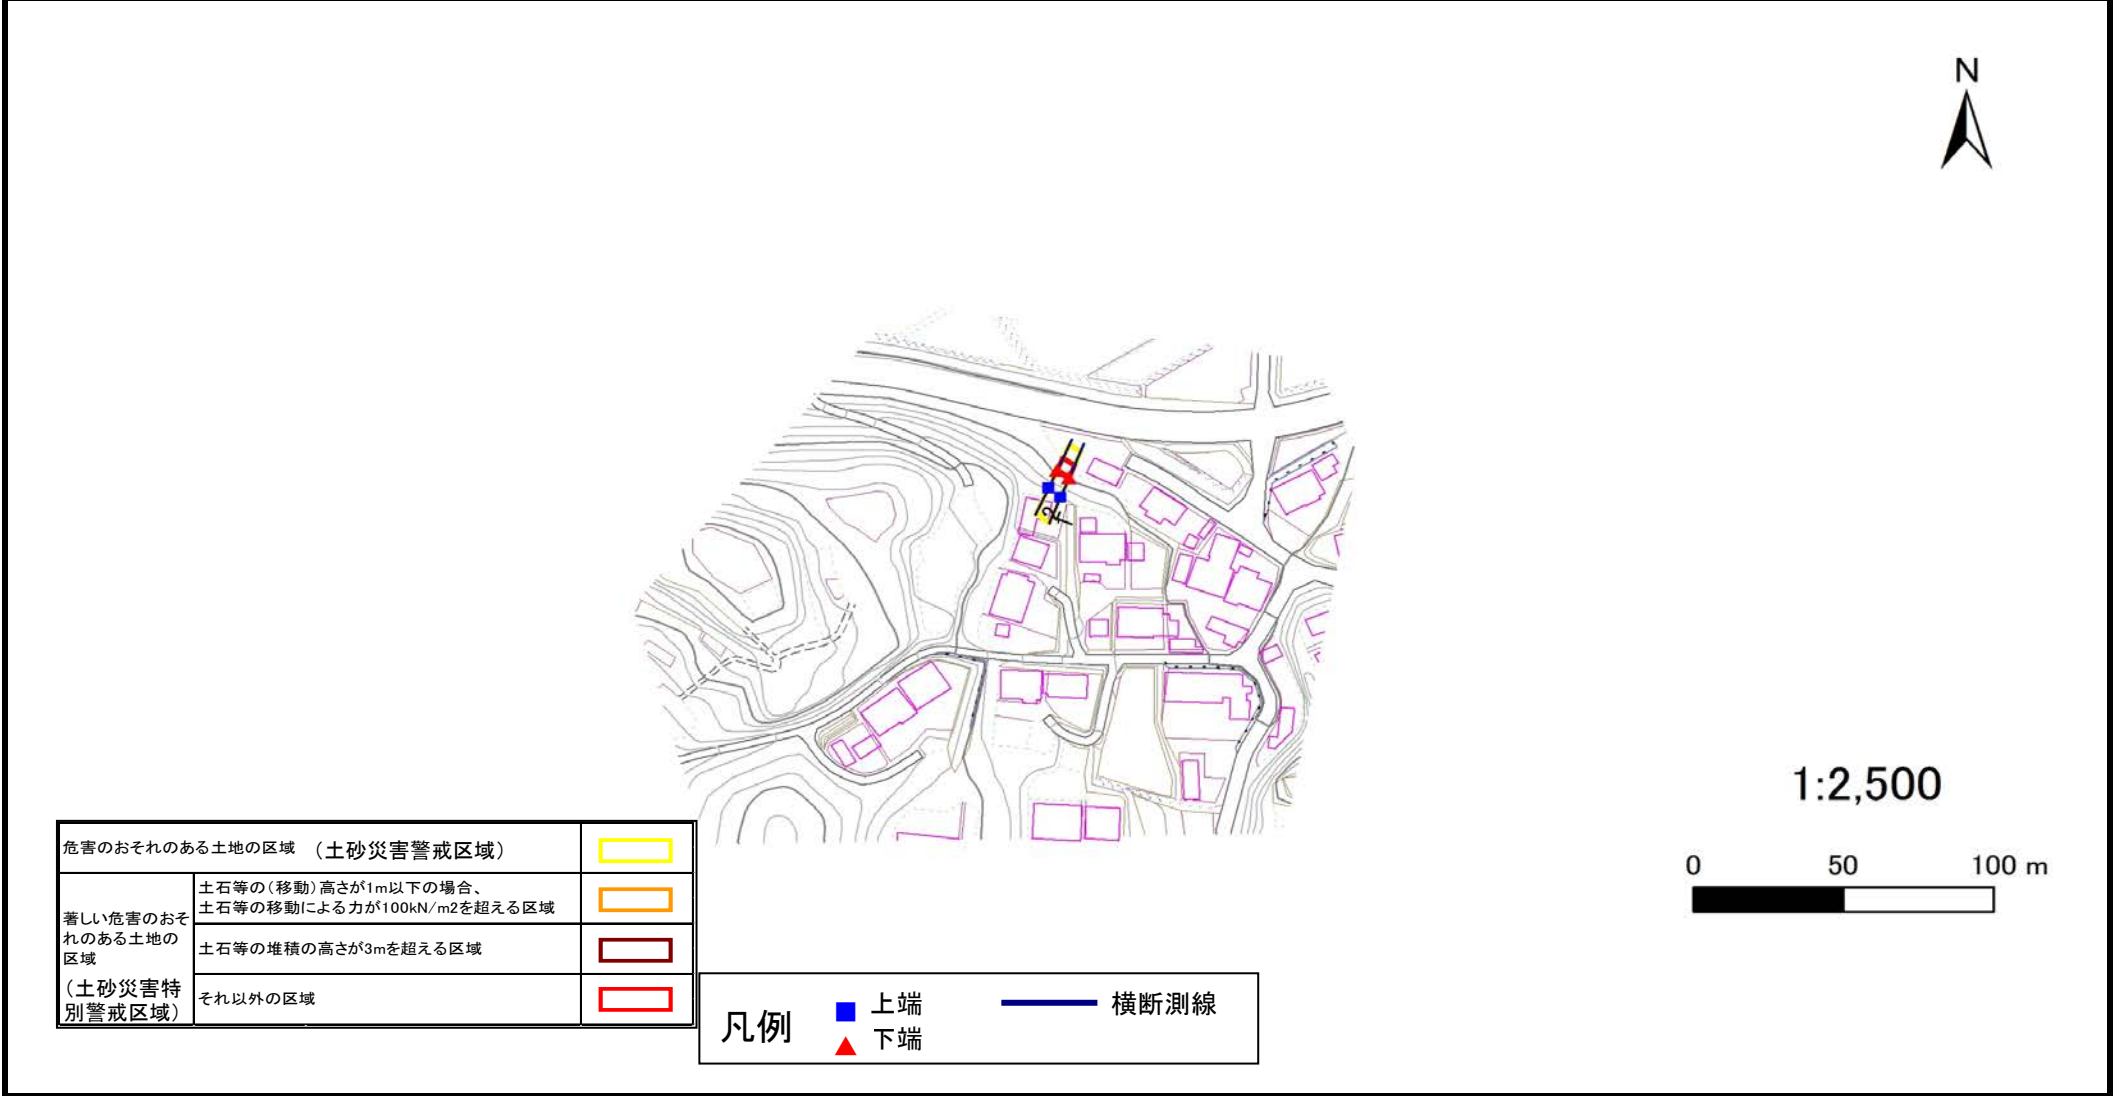 N
2
1
1:2,500
0 50 100 m
危害のおそれのある土地の区域 (土砂災害警戒区域)
著しい危害のおそ
れのある土地の
区域
(土砂災害特
別警戒区域)
土石等の(移動)高さが1m以下の場合、
土石等の移動による力が100kN/m2を超える区域
土石等の堆積の高さが3mを超える区域
それ以外の区域
凡例
上端
下端
横断測線